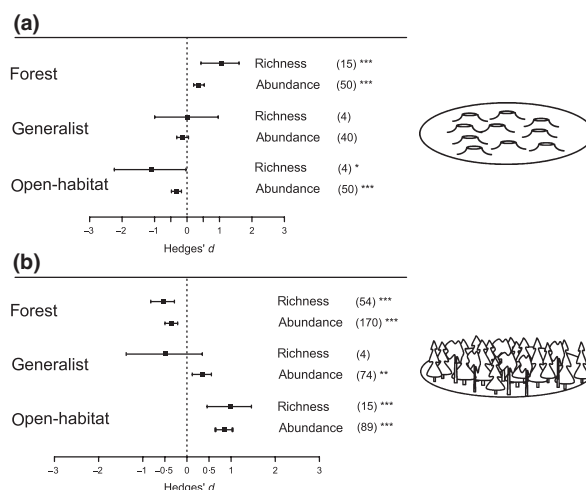 (a)
Forest
Richness (15) ***
Abundance (50) ***
Generalist
Richness (4)
Abundance (40)
Open-habitat
Richness (4) *
Abundance (50) ***
–3 –2 –1 0 1 2 3
Hedges' d
(b)
Forest
Richness (54) ***
Abundance (170) ***
Generalist
Richness (4)
Abundance (74) **
Open-habitat
Richness (15) ***
Abundance (89) ***
–3 –2 –1 –0·5 0 0·5 1 2 3
Hedges' d